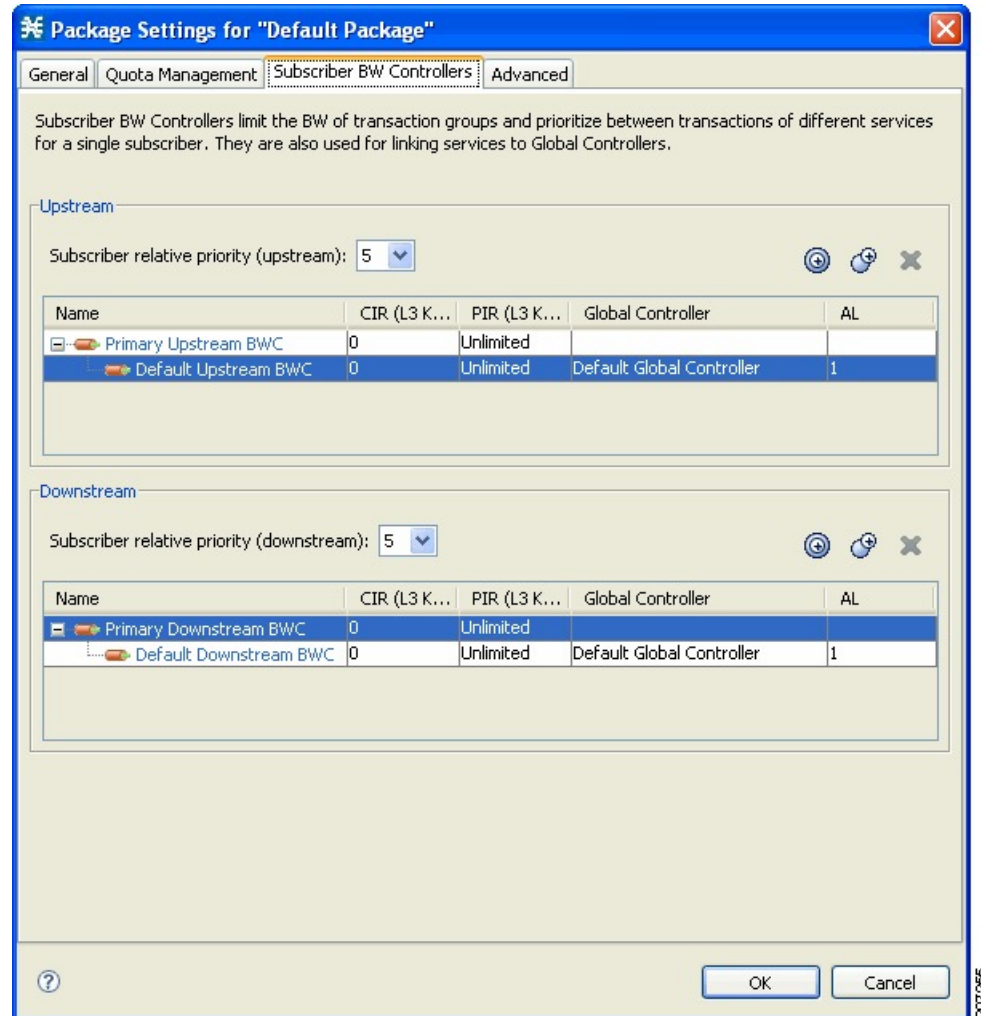 Package Settings for "Default Package"
General Quota Management Subscriber BW Controllers Advanced
Subscriber BW Controllers limit the BW of transaction groups and prioritize between transactions of different services
for a single subscriber. They are also used for linking services to Global Controllers.
Upstream
Subscriber relative priority (upstream): 5
Name CIR (L3 K... PIR (L3 K... Global Controller AL
Primary Upstream BWC 0 Unlimited
Default Upstream BWC 0 Unlimited Default Global Controller 1
Downstream
Subscriber relative priority (downstream): 5
Name CIR (L3 K... PIR (L3 K... Global Controller AL
Primary Downstream BWC 0 Unlimited
Default Downstream BWC 0 Unlimited Default Global Controller 1
OK Cancel